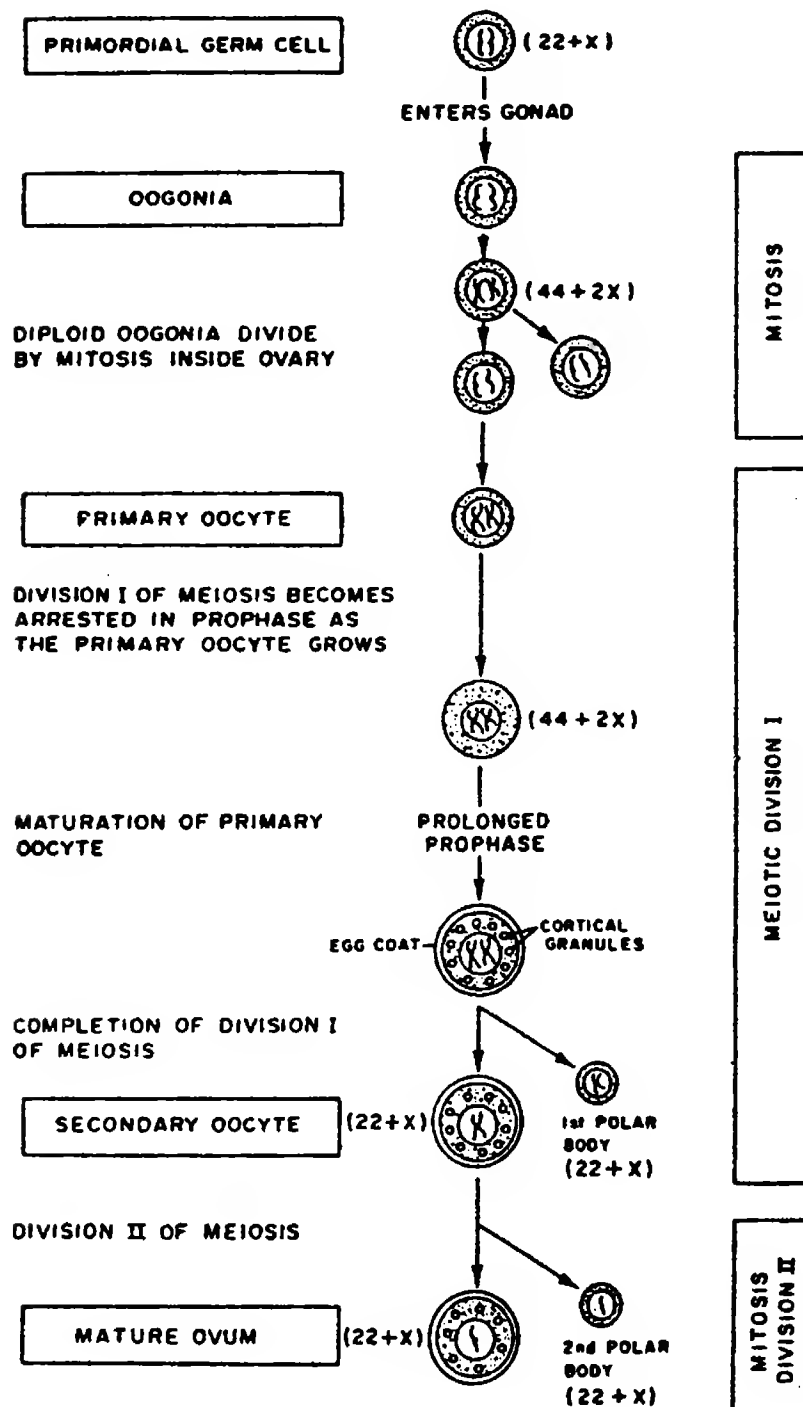 PRIMORDIAL GERM CELL
(22+X)
ENTERS GONAD
OOGONIA
(44+2X)
DIPLOID OOGONIA DIVIDE
BY MITOSIS INSIDE OVARY
MITOSIS
PRIMARY OOCYTE
DIVISION I OF MEIOSIS BECOMES
ARRESTED IN PROPHASE AS
THE PRIMARY OOCYTE GROWS
(44+2X)
MATURATION OF PRIMARY
OOCYTE
PROLONGED
PROPHASE
EGG COAT
CORTICAL
GRANULES
COMPLETION OF DIVISION I
OF MEIOSIS
SECONDARY OOCYTE
(22+X)
1st POLAR
BODY
(22+X)
MEIOTIC DIVISION I
DIVISION II OF MEIOSIS
MATURE OVUM
(22+X)
2nd POLAR
BODY
(22+X)
MITOSIS
DIVISION II